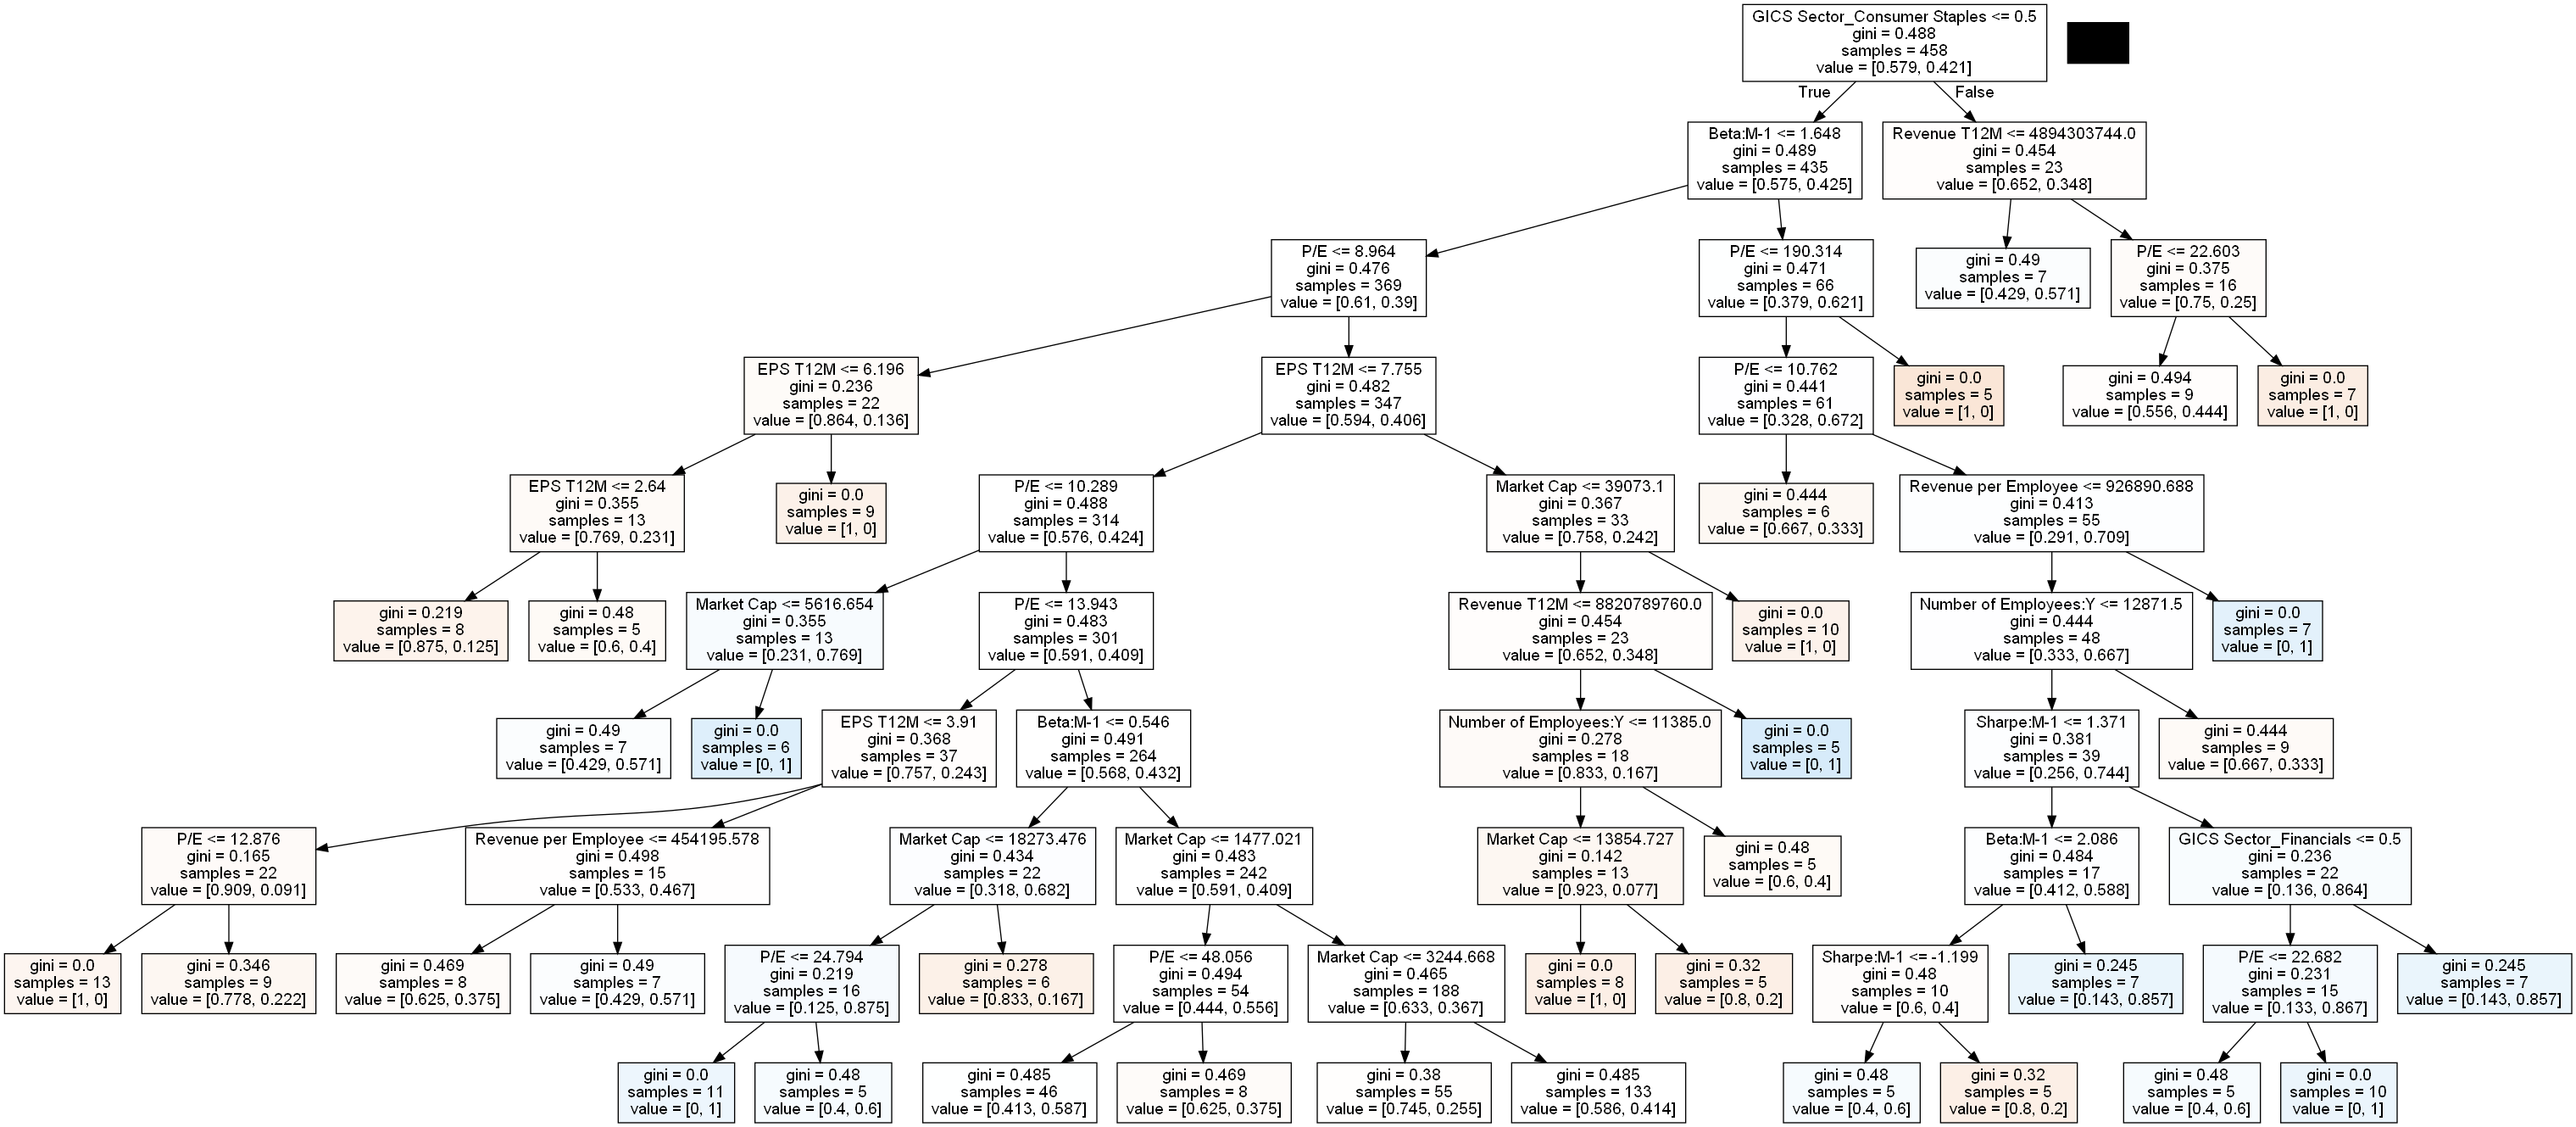 GICS Sector_Consumer Staples <= 0.5
gini = 0.488
samples = 458
value = [0.579, 0.421]
True
False
Beta:M-1 <= 1.648
gini = 0.489
samples = 435
value = [0.575, 0.425]
Revenue T12M <= 4894303744.0
gini = 0.454
samples = 23
value = [0.652, 0.348]
P/E <= 8.964
gini = 0.476
samples = 369
value = [0.61, 0.39]
P/E <= 190.314
gini = 0.471
samples = 66
value = [0.379, 0.621]
gini = 0.49
samples = 7
value = [0.429, 0.571]
P/E <= 22.603
gini = 0.375
samples = 16
value = [0.75, 0.25]
EPS T12M <= 6.196
gini = 0.236
samples = 22
value = [0.864, 0.136]
EPS T12M <= 7.755
gini = 0.482
samples = 347
value = [0.594, 0.406]
P/E <= 10.762
gini = 0.441
samples = 61
value = [0.328, 0.672]
gini = 0.0
samples = 5
value = [1, 0]
gini = 0.494
samples = 9
value = [0.556, 0.444]
gini = 0.0
samples = 7
value = [1, 0]
EPS T12M <= 2.64
gini = 0.355
samples = 13
value = [0.769, 0.231]
gini = 0.0
samples = 9
value = [1, 0]
P/E <= 10.289
gini = 0.488
samples = 314
value = [0.576, 0.424]
Market Cap <= 39073.1
gini = 0.367
samples = 33
value = [0.758, 0.242]
gini = 0.444
samples = 6
value = [0.667, 0.333]
Revenue per Employee <= 926890.688
gini = 0.413
samples = 55
value = [0.291, 0.709]
gini = 0.219
samples = 8
value = [0.875, 0.125]
gini = 0.48
samples = 5
value = [0.6, 0.4]
Market Cap <= 5616.654
gini = 0.355
samples = 13
value = [0.231, 0.769]
P/E <= 13.943
gini = 0.483
samples = 301
value = [0.591, 0.409]
Revenue T12M <= 8820789760.0
gini = 0.454
samples = 23
value = [0.652, 0.348]
gini = 0.0
samples = 10
value = [1, 0]
Number of Employees:Y <= 12871.5
gini = 0.444
samples = 48
value = [0.333, 0.667]
gini = 0.0
samples = 7
value = [0, 1]
gini = 0.49
samples = 7
value = [0.429, 0.571]
gini = 0.0
samples = 6
value = [0, 1]
EPS T12M <= 3.91
gini = 0.368
samples = 37
value = [0.757, 0.243]
Beta:M-1 <= 0.546
gini = 0.491
samples = 264
value = [0.568, 0.432]
Number of Employees:Y <= 11385.0
gini = 0.278
samples = 18
value = [0.833, 0.167]
gini = 0.0
samples = 5
value = [0, 1]
Sharpe:M-1 <= 1.371
gini = 0.381
samples = 39
value = [0.256, 0.744]
gini = 0.444
samples = 9
value = [0.667, 0.333]
P/E <= 12.876
gini = 0.165
samples = 22
value = [0.909, 0.091]
Revenue per Employee <= 454195.578
gini = 0.498
samples = 15
value = [0.533, 0.467]
Market Cap <= 18273.476
gini = 0.434
samples = 22
value = [0.318, 0.682]
Market Cap <= 1477.021
gini = 0.483
samples = 242
value = [0.591, 0.409]
Market Cap <= 13854.727
gini = 0.142
samples = 13
value = [0.923, 0.077]
gini = 0.48
samples = 5
value = [0.6, 0.4]
Beta:M-1 <= 2.086
gini = 0.484
samples = 17
value = [0.412, 0.588]
GICS Sector_Financials <= 0.5
gini = 0.236
samples = 22
value = [0.136, 0.864]
gini = 0.0
samples = 13
value = [1, 0]
gini = 0.346
samples = 9
value = [0.778, 0.222]
gini = 0.469
samples = 8
value = [0.625, 0.375]
gini = 0.49
samples = 7
value = [0.429, 0.571]
P/E <= 24.794
gini = 0.219
samples = 16
value = [0.125, 0.875]
gini = 0.278
samples = 6
value = [0.833, 0.167]
P/E <= 48.056
gini = 0.494
samples = 54
value = [0.444, 0.556]
Market Cap <= 3244.668
gini = 0.465
samples = 188
value = [0.633, 0.367]
gini = 0.0
samples = 8
value = [1, 0]
gini = 0.32
samples = 5
value = [0.8, 0.2]
Sharpe:M-1 <= -1.199
gini = 0.48
samples = 10
value = [0.6, 0.4]
gini = 0.245
samples = 7
value = [0.143, 0.857]
P/E <= 22.682
gini = 0.231
samples = 15
value = [0.133, 0.867]
gini = 0.245
samples = 7
value = [0.143, 0.857]
gini = 0.0
samples = 11
value = [0, 1]
gini = 0.48
samples = 5
value = [0.4, 0.6]
gini = 0.485
samples = 46
value = [0.413, 0.587]
gini = 0.469
samples = 8
value = [0.625, 0.375]
gini = 0.38
samples = 55
value = [0.745, 0.255]
gini = 0.485
samples = 133
value = [0.586, 0.414]
gini = 0.48
samples = 5
value = [0.4, 0.6]
gini = 0.32
samples = 5
value = [0.8, 0.2]
gini = 0.48
samples = 5
value = [0.4, 0.6]
gini = 0.0
samples = 10
value = [0, 1]